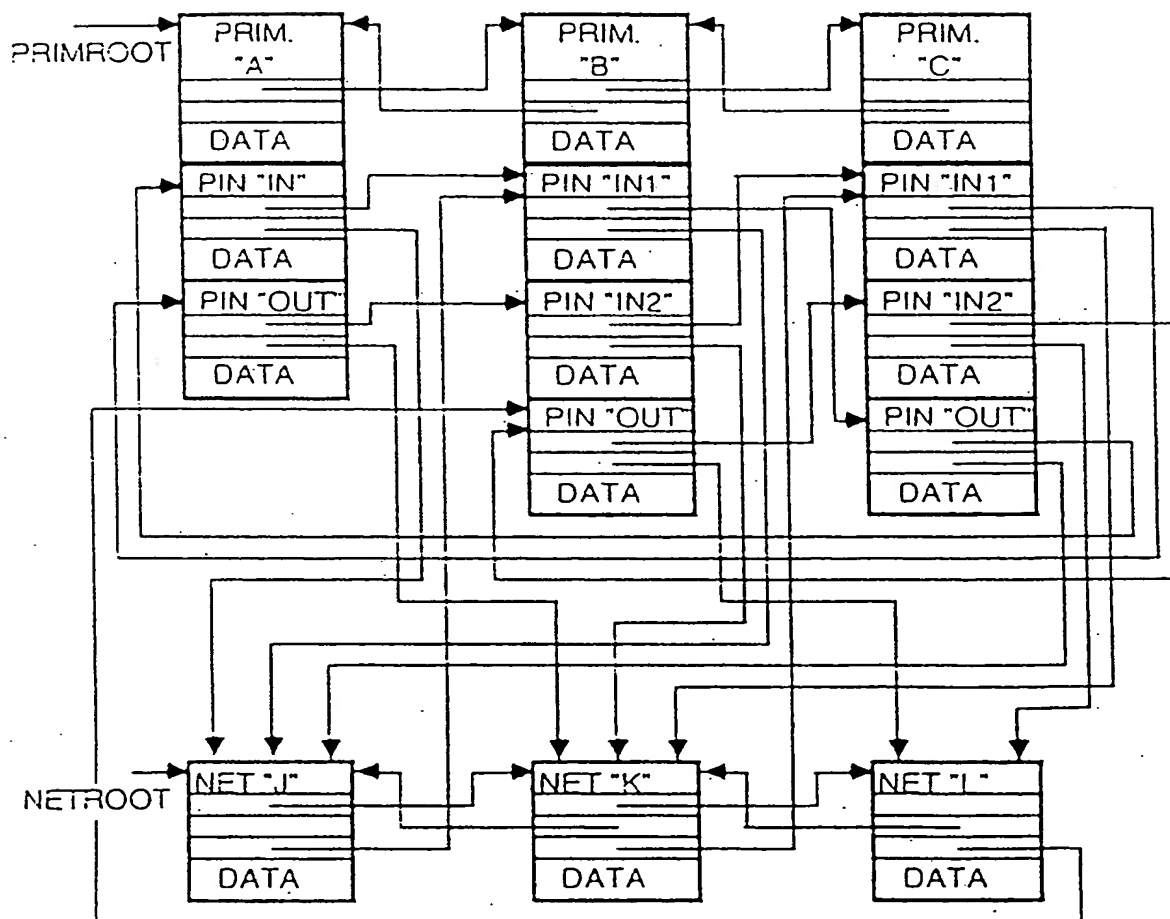 PRIMROOT
PRIM.
"A"
DATA
PIN "IN"
DATA
PIN "OUT"
DATA
PRIM.
"B"
DATA
PIN "IN1"
DATA
PIN "IN2"
DATA
PIN "OUT"
DATA
PRIM.
"C"
DATA
PIN "IN1"
DATA
PIN "IN2"
DATA
PIN "OUT"
DATA
NETROOT
NET "J"
DATA
NET "K"
DATA
NET
DATA